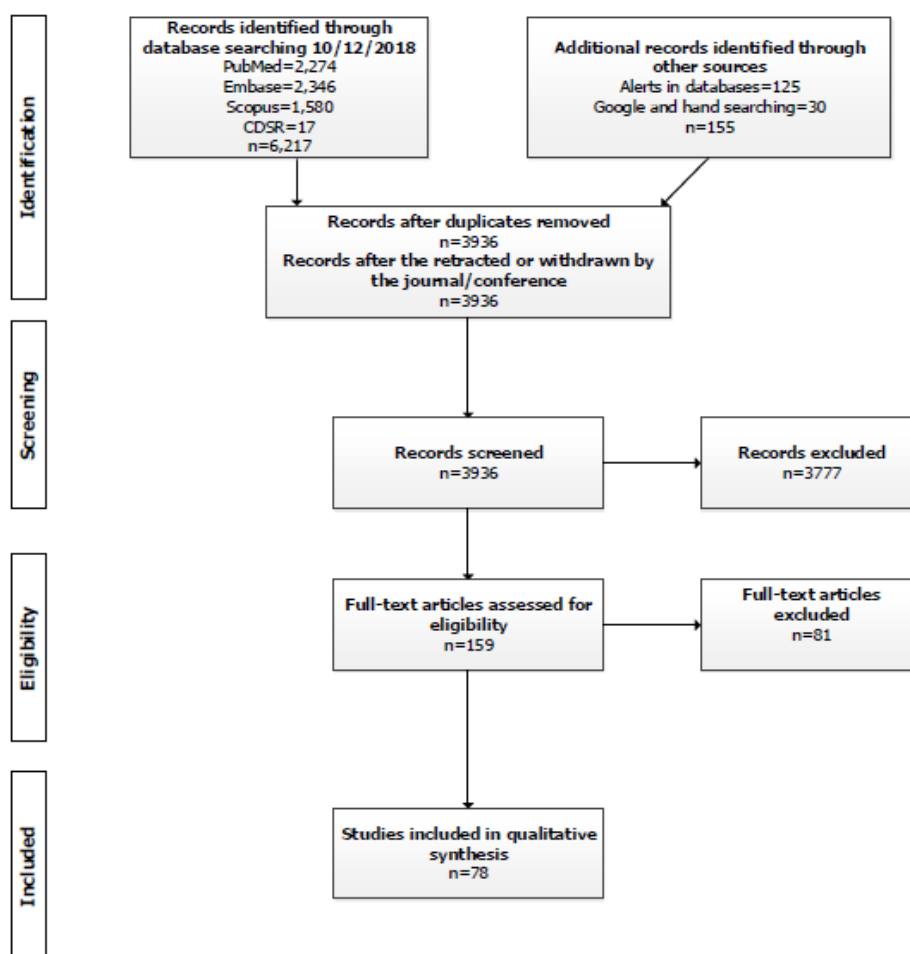 Identification
Records identified through
database searching 10/12/2018
PubMed=2,274
Embase=2,346
Scopus=1,580
CDSR=17
n=6,217
Additional records identified through
other sources
Alerts in databases=125
Google and hand searching=30
n=155
Records after duplicates removed
n=3936
Records after the retracted or withdrawn by
the journal/conference
n=3936
Screening
Records screened
n=3936
Records excluded
n=3777
Eligibility
Full-text articles assessed for
eligibility
n=159
Full-text articles
excluded
n=81
Included
Studies included in qualitative
synthesis
n=78